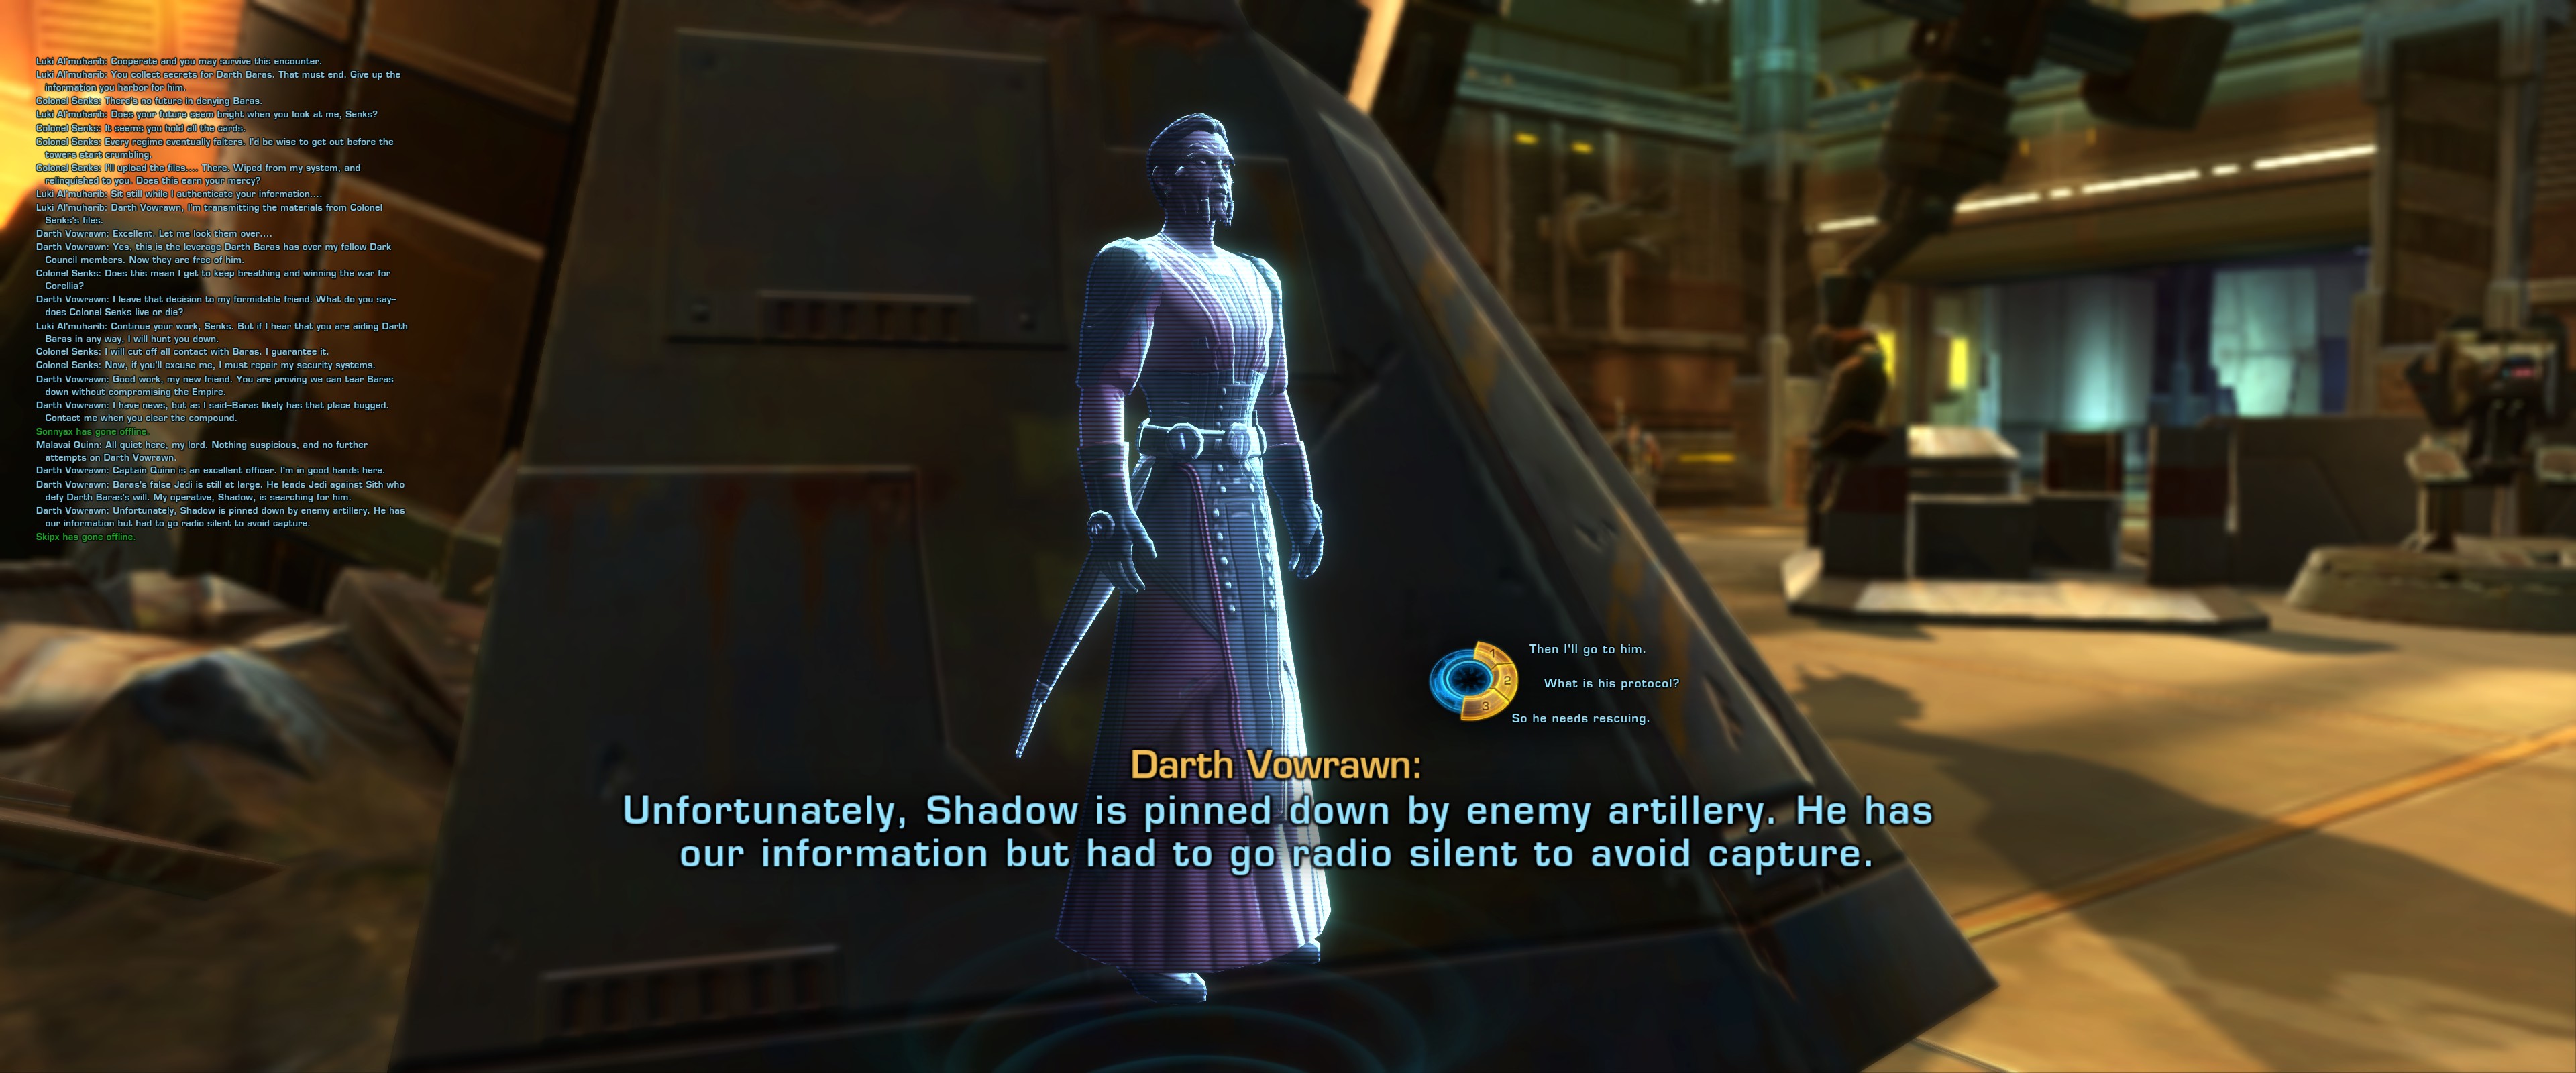 Luki Al'muharib: Cooperate and you may survive this encounter.
Luki Al'muharib: You collect secrets for Darth Baras. That must end. Give up the
information you harbor for him.
Colonel Senks: There's no future in denying Baras.
Luki Al'muharib: Does your future seem bright when you look at me, Senks?
Colonel Senks: It seems you hold all the cards.
Colonel Senks: Every regime eventually falters. I'd be wise to get out before the
towers start crumbling.
Colonel Senks: I'll upload the files.... There. Wiped from my system, and
relinquished to you. Does this earn your mercy?
Luki Al'muharib: Sit still while I authenticate your information....
Luki Al'muharib: Darth Vowrawn, I'm transmitting the materials from Colonel
Senks's files.
Darth Vowrawn: Excellent. Let me look them over....
Darth Vowrawn: Yes, this is the leverage Darth Baras has over my fellow Dark
Council members. Now they are free of him.
Colonel Senks: Does this mean I get to keep breathing and winning the war for
Corellia?
Darth Vowrawn: I leave that decision to my formidable friend. What do you say–
does Colonel Senks live or die?
Luki Al'muharib: Continue your work, Senks. But if I hear that you are aiding Darth
Baras in any way, I will hunt you down.
Colonel Senks: I will cut off all contact with Baras. I guarantee it.
Colonel Senks: Now, if you'll excuse me, I must repair my security systems.
Darth Vowrawn: Good work, my new friend. You are proving we can tear Baras
down without compromising the Empire.
Darth Vowrawn: I have news, but as I said–Baras likely has that place bugged.
Contact me when you clear the compound.
Sonnyax has gone offline.
Malavai Quinn: All quiet here, my lord. Nothing suspicious, and no further
attempts on Darth Vowrawn.
Darth Vowrawn: Captain Quinn is an excellent officer. I'm in good hands here.
Darth Vowrawn: Baras's false Jedi is still at large. He leads Jedi against Sith who
defy Darth Baras's will. My operative, Shadow, is searching for him.
Darth Vowrawn: Unfortunately, Shadow is pinned down by enemy artillery. He has
our information but had to go radio silent to avoid capture.
Skipx has gone offline.
1 Then I'll go to him.
2 What is his protocol?
3 So he needs rescuing.
Darth Vowrawn:
Unfortunately, Shadow is pinned down by enemy artillery. He has
our information but had to go radio silent to avoid capture.